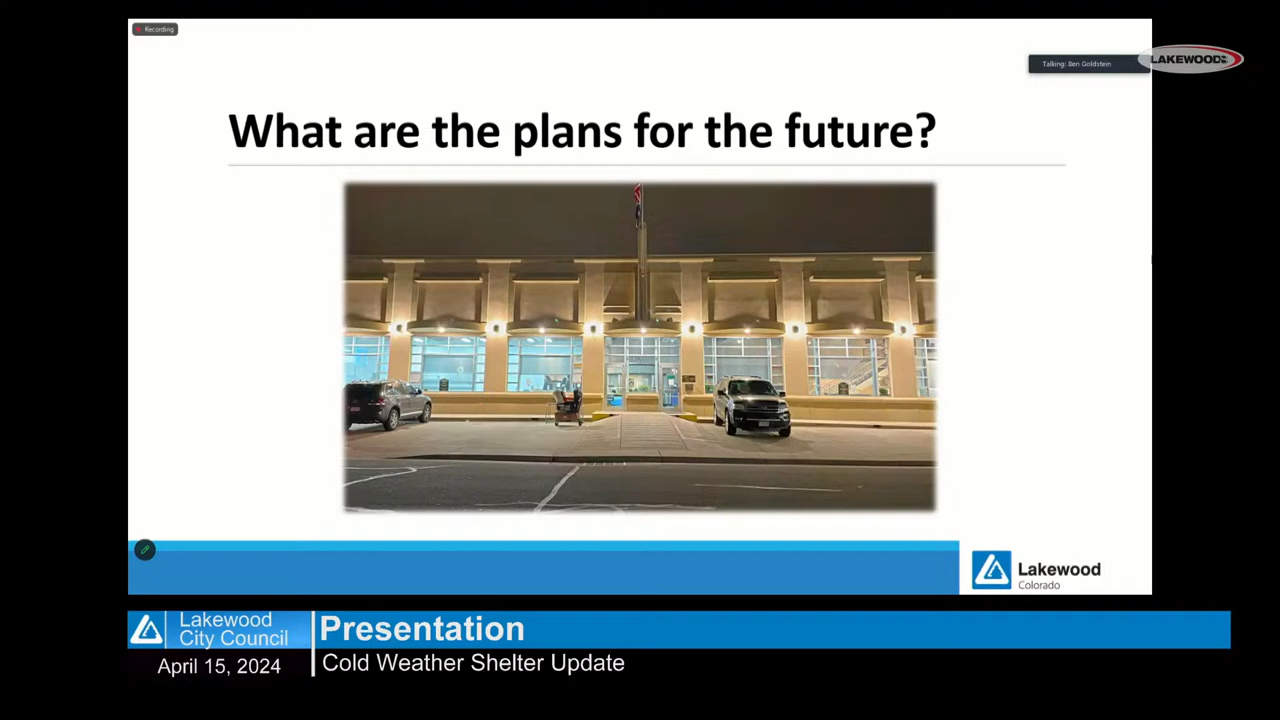 Recording
Talking: Ben Goldstein
LAKEWOOD
What are the plans for the future?
Lakewood
Colorado
Lakewood
City Council
April 15, 2024
Presentation
Cold Weather Shelter Update